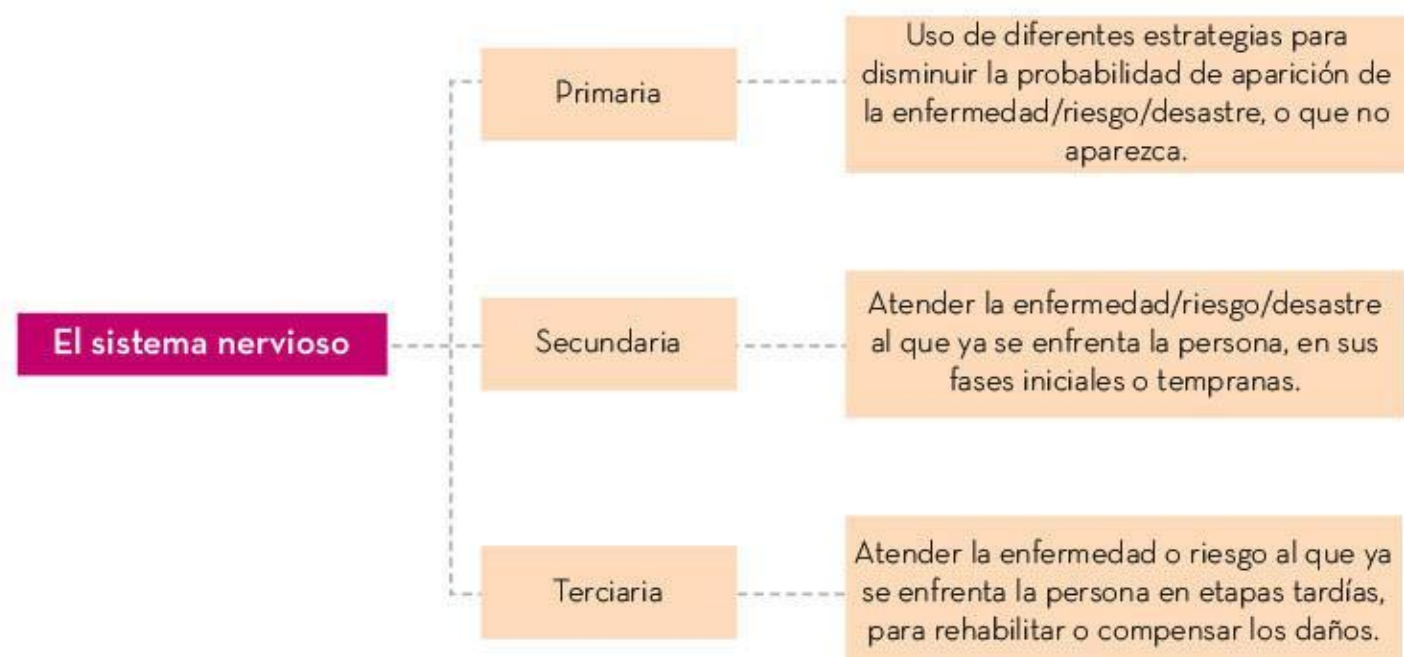 El sistema nervioso
Primaria
Uso de diferentes estrategias para
disminuir la probabilidad de aparición de
la enfermedad/riesgo/desastre, o que no
aparezca.
Secundaria
Atender la enfermedad/riesgo/desastre
al que ya se enfrenta la persona, en sus
fases iniciales o tempranas.
Terciaria
Atender la enfermedad o riesgo al que ya
se enfrenta la persona en etapas tardías,
para rehabilitar o compensar los daños.